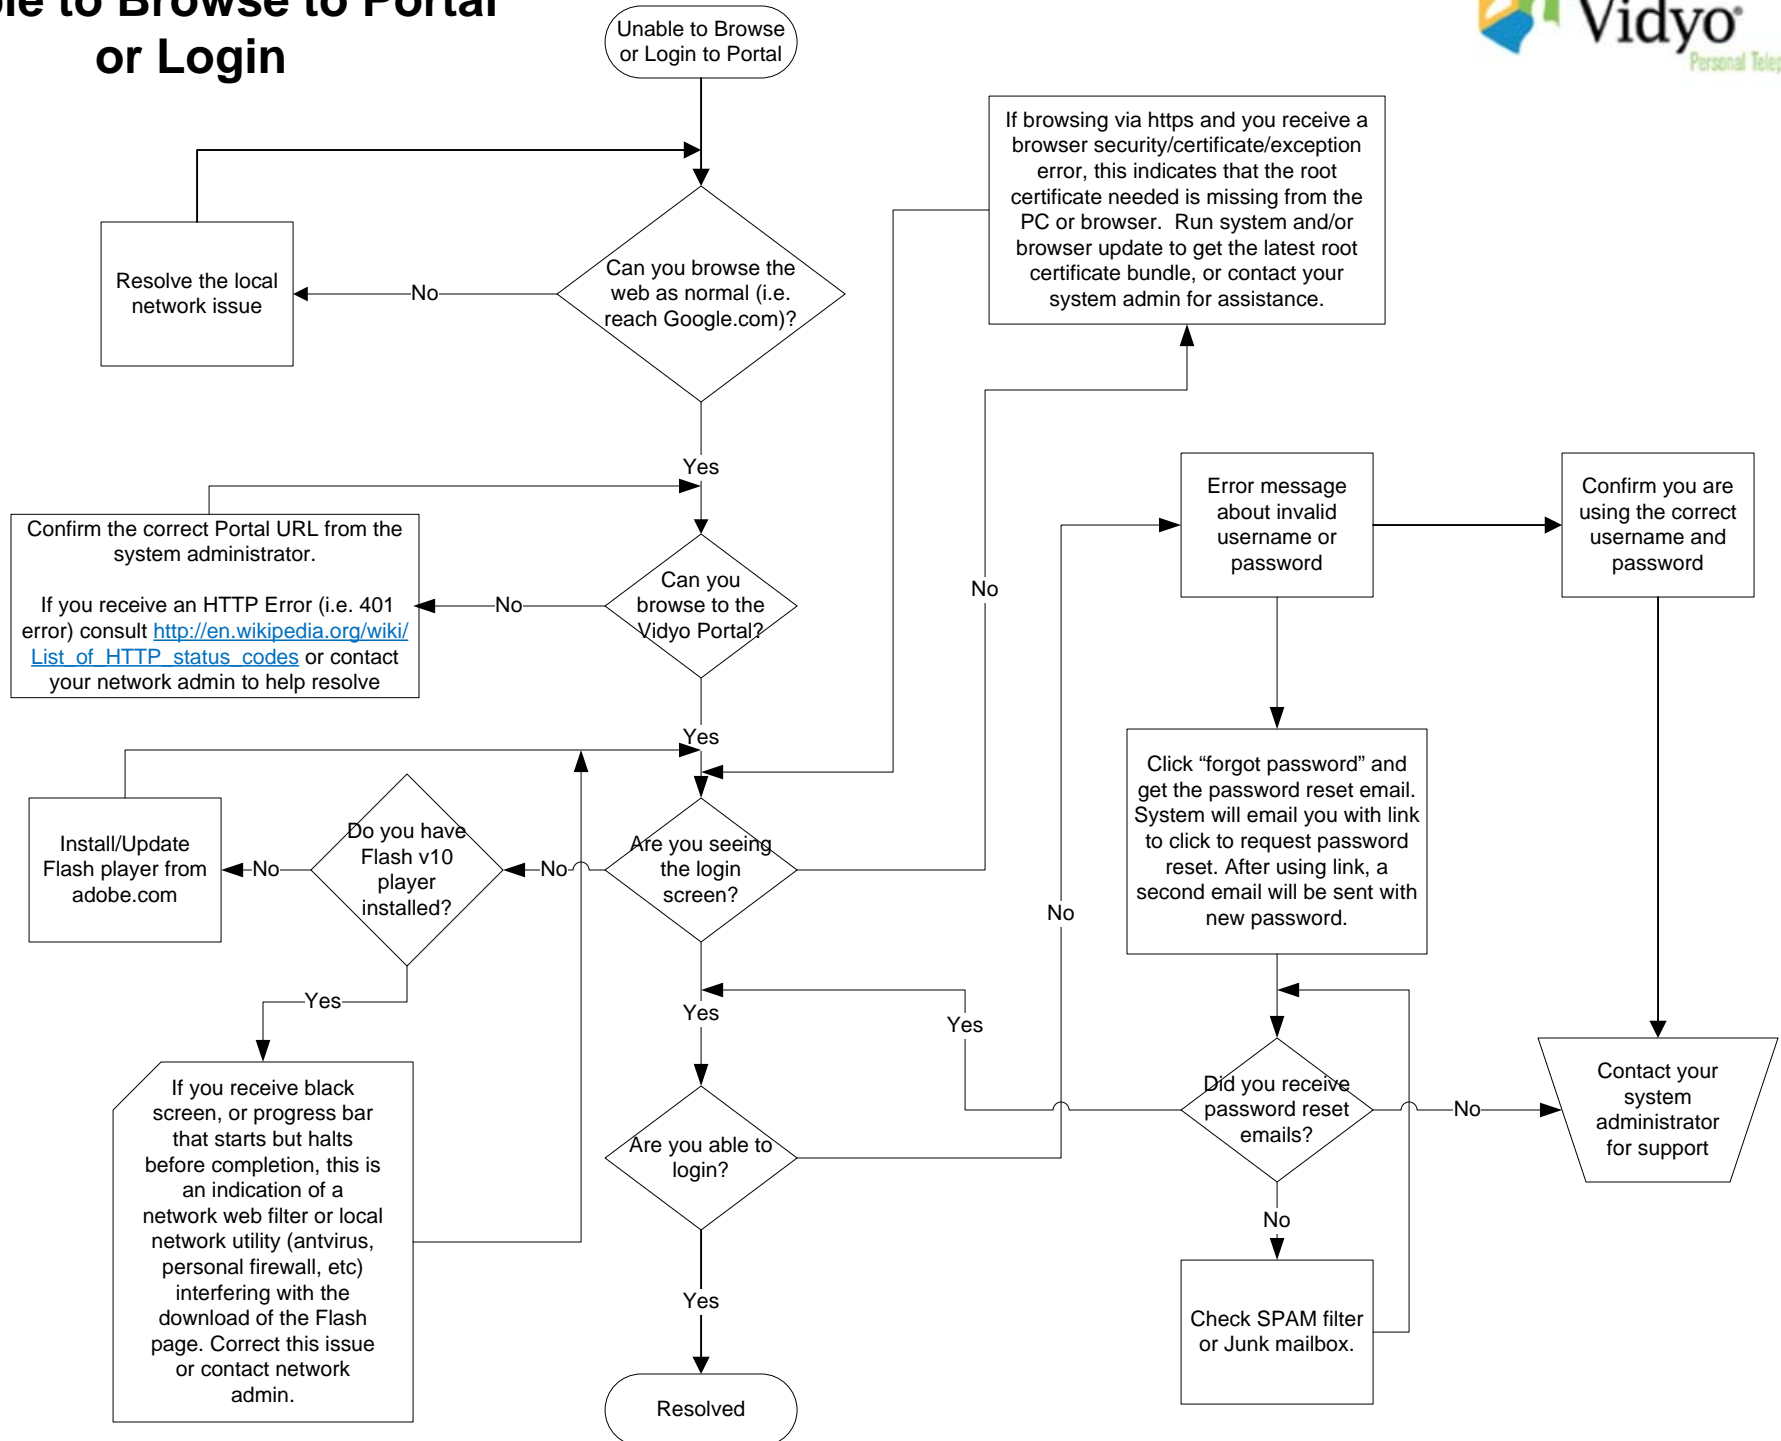 le to Browse to Portal
or Login
Vidyo®
Personal Telep
Unable to Browse
or Login to Portal
If browsing via https and you receive a
browser security/certificate/exception
error, this indicates that the root
certificate needed is missing from the
PC or browser.  Run system and/or
browser update to get the latest root
certificate bundle, or contact your
system admin for assistance.
Resolve the local
network issue
No
Can you browse the
web as normal (i.e.
reach Google.com)?
Yes
Confirm the correct Portal URL from the
system administrator.
If you receive an HTTP Error (i.e. 401
error) consult http://en.wikipedia.org/wiki/
List_of_HTTP_status_codes or contact
your network admin to help resolve
No
Can you
browse to the
Vidyo Portal?
No
Error message
about invalid
username or
password
Confirm you are
using the correct
username and
password
Yes
Install/Update
Flash player from
adobe.com
No
Do you have
Flash v10
player
installed?
No
Are you seeing
the login
screen?
No
Click “forgot password” and
get the password reset email.
System will email you with link
to click to request password
reset. After using link, a
second email will be sent with
new password.
Yes
Yes
Yes
If you receive black
screen, or progress bar
that starts but halts
before completion, this is
an indication of a
network web filter or local
network utility (antvirus,
personal firewall, etc)
interfering with the
download of the Flash
page. Correct this issue
or contact network
admin.
Are you able to
login?
Did you receive
password reset
emails?
No
Contact your
system
administrator
for support
No
Yes
Check SPAM filter
or Junk mailbox.
Resolved